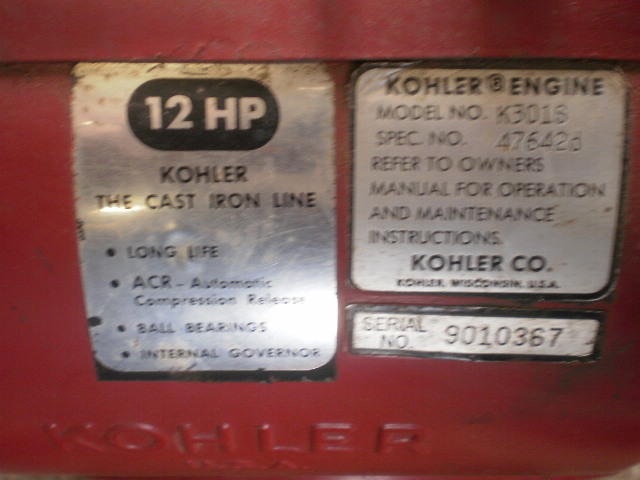 12 HP
KOHLER
THE CAST IRON LINE
• LONG LIFE
• ACR - Automatic
Compression Release
• BALL BEARINGS
• INTERNAL GOVERNOR
KOHLER® ENGINE
MODEL NO. K301S
SPEC. NO. 47642d
REFER TO OWNERS
MANUAL FOR OPERATION
AND MAINTENANCE
INSTRUCTIONS.
KOHLER CO.
KOHLER, WISCONSIN, U.S.A.
SERIAL NO. 9010367
KOHLER
U.S.A.